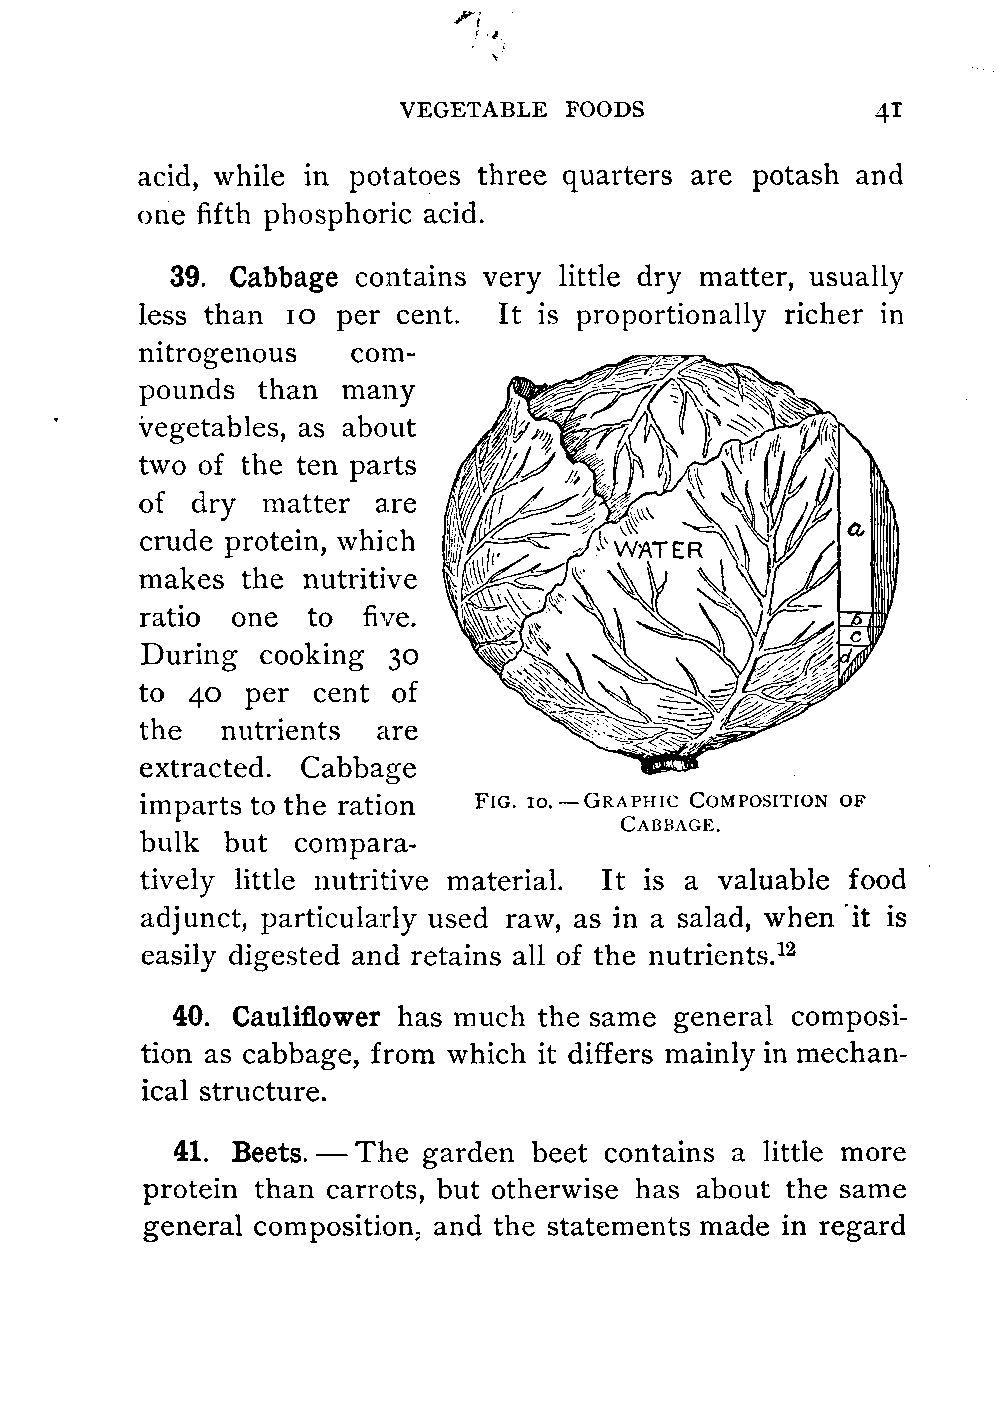 VEGETABLE FOODS 41
acid, while in potatoes three quarters are potash and
one fifth phosphoric acid.
39. Cabbage contains very little dry matter, usually
less than 10 per cent. It is proportionally richer in
nitrogenous com-
pounds than many
vegetables, as about
two of the ten parts
of dry matter are
crude protein, which
makes the nutritive
ratio one to five.
During cooking 30
to 40 per cent of
the nutrients are
extracted. Cabbage
imparts to the ration
bulk but compara-
WATER
a
b
c
d
FIG. 10. — GRAPHIC COMPOSITION OF
CABBAGE.
tively little nutritive material. It is a valuable food
adjunct, particularly used raw, as in a salad, when it is
easily digested and retains all of the nutrients.12
40. Cauliflower has much the same general composi-
tion as cabbage, from which it differs mainly in mechan-
ical structure.
41. Beets. — The garden beet contains a little more
protein than carrots, but otherwise has about the same
general composition, and the statements made in regard